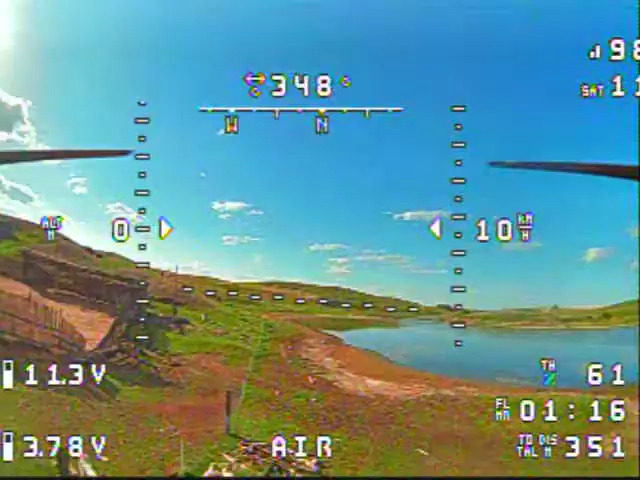 348
98
SAT 11
W N
ALT M 0
10 KM H
11.3V
TH % 61
FL MN 01:16
3.78V
AIR
TO DIS TAL M 351